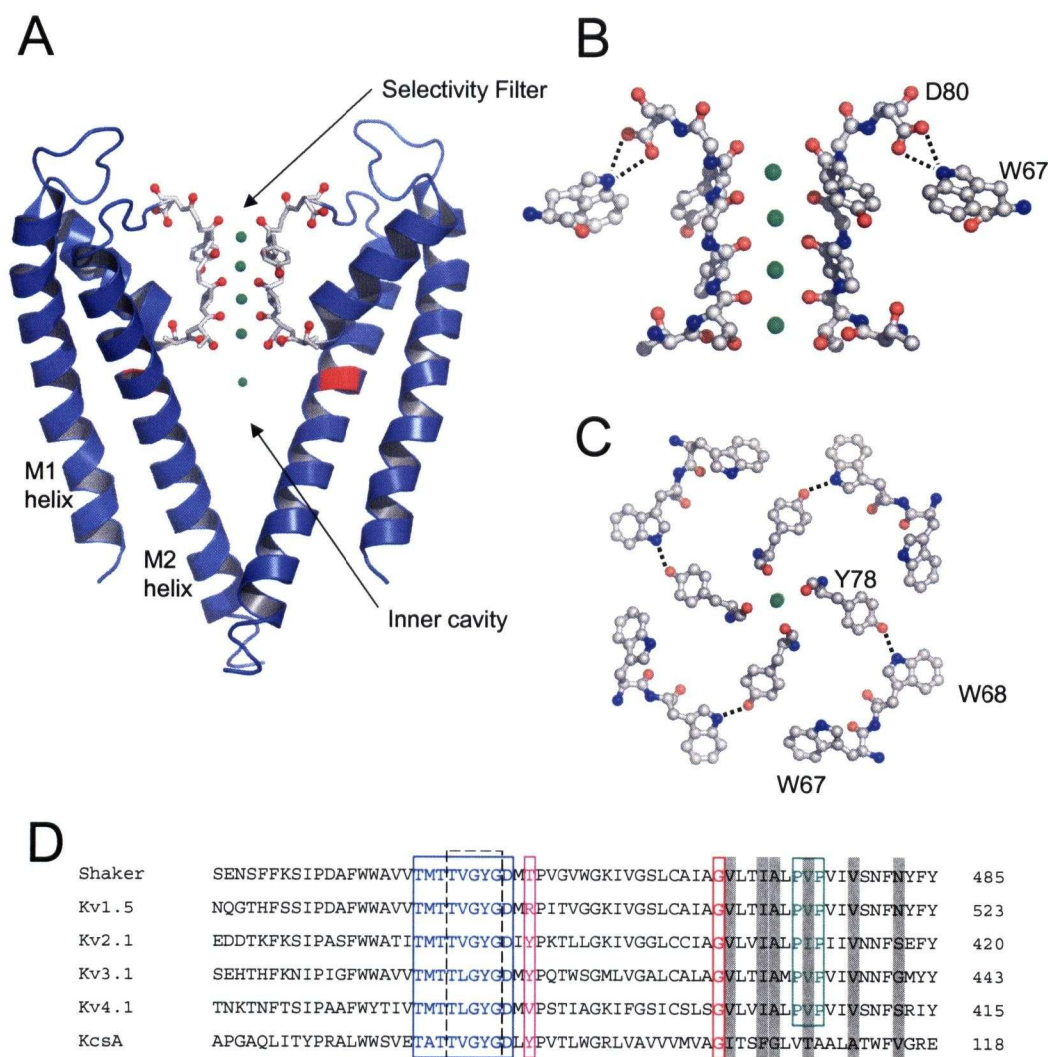 A
B
Selectivity Filter
D80
W67
M1
helix
M2
helix
Inner cavity
C
Y78
W68
W67
D
Shaker SENSFFKSIPDAFWWAVVTMTTVGYGDMTPVGVWGKIVGSLCAIAGVLTIALPVPVIVSNFNYFY 485
Kv1.5 NQGTHFSSIPDAFWWAVVTMTTVGYGDMRPITVGGKIVGSLCAIAGVLTIALPVPVIVSNFNYFY 523
Kv2.1 EDDTKFKSIPASFWWATITMTTVGYGDIYPKTLLGKIVGGLCCIAGVLVIALPIPIIVNNFSEFY 420
Kv3.1 SEHTHFKNIPIGFWWAVVTMTTLGYGDMYPQTWSGMLVGALCALAGVLTIAMPVPVIVNNFGMYY 443
Kv4.1 TNKTNFTSIPAAFWYTIVTMTTLGYGDMVPSTIAGKIFGSICSLSGVLVIALPVPVIVSNFSRIY 415
KcsA APGAQLITYPRALWWSVETATTVGYGDLYPVTLWGRLVAVVVMVAGITSFGLVTAALATWFVGRE 118